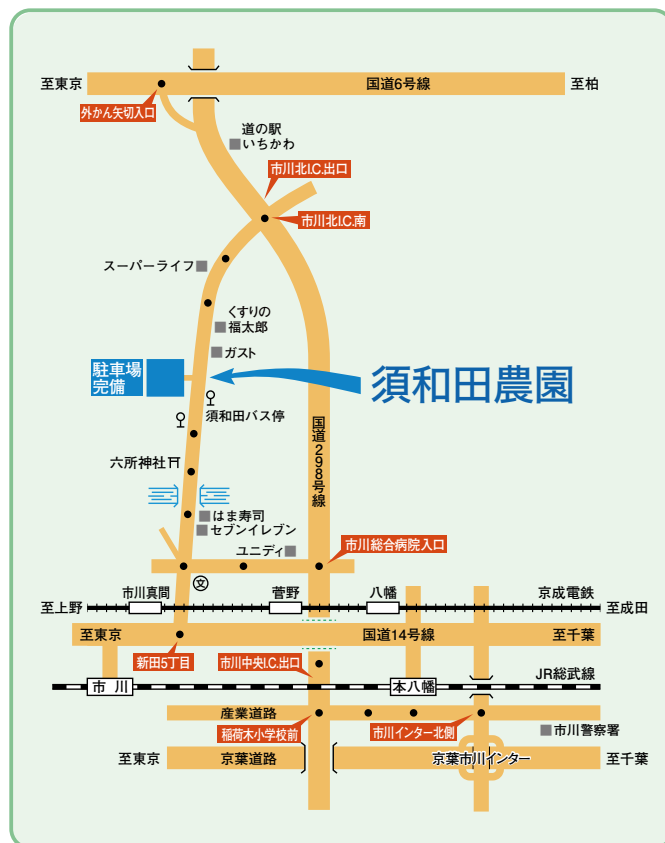 至東京
国道6号線
至柏
外かん矢切入口
道の駅
いちかわ
市川北I.C.出口
市川北I.C.南
スーパーライフ
くすりの
福太郎
ガスト
駐車場
完備
須和田農園
須和田バス停
国道298号線
六所神社
はま寿司
セブンイレブン
ユニディ
市川総合病院入口
文
市川真間
菅野
八幡
京成電鉄
至上野
至成田
至東京
国道14号線
至千葉
新田5丁目
市川中央I.C.出口
JR総武線
市川
本八幡
産業道路
稲荷木小学校前
市川インター北側
市川警察署
至東京
京葉道路
京葉市川インター
至千葉